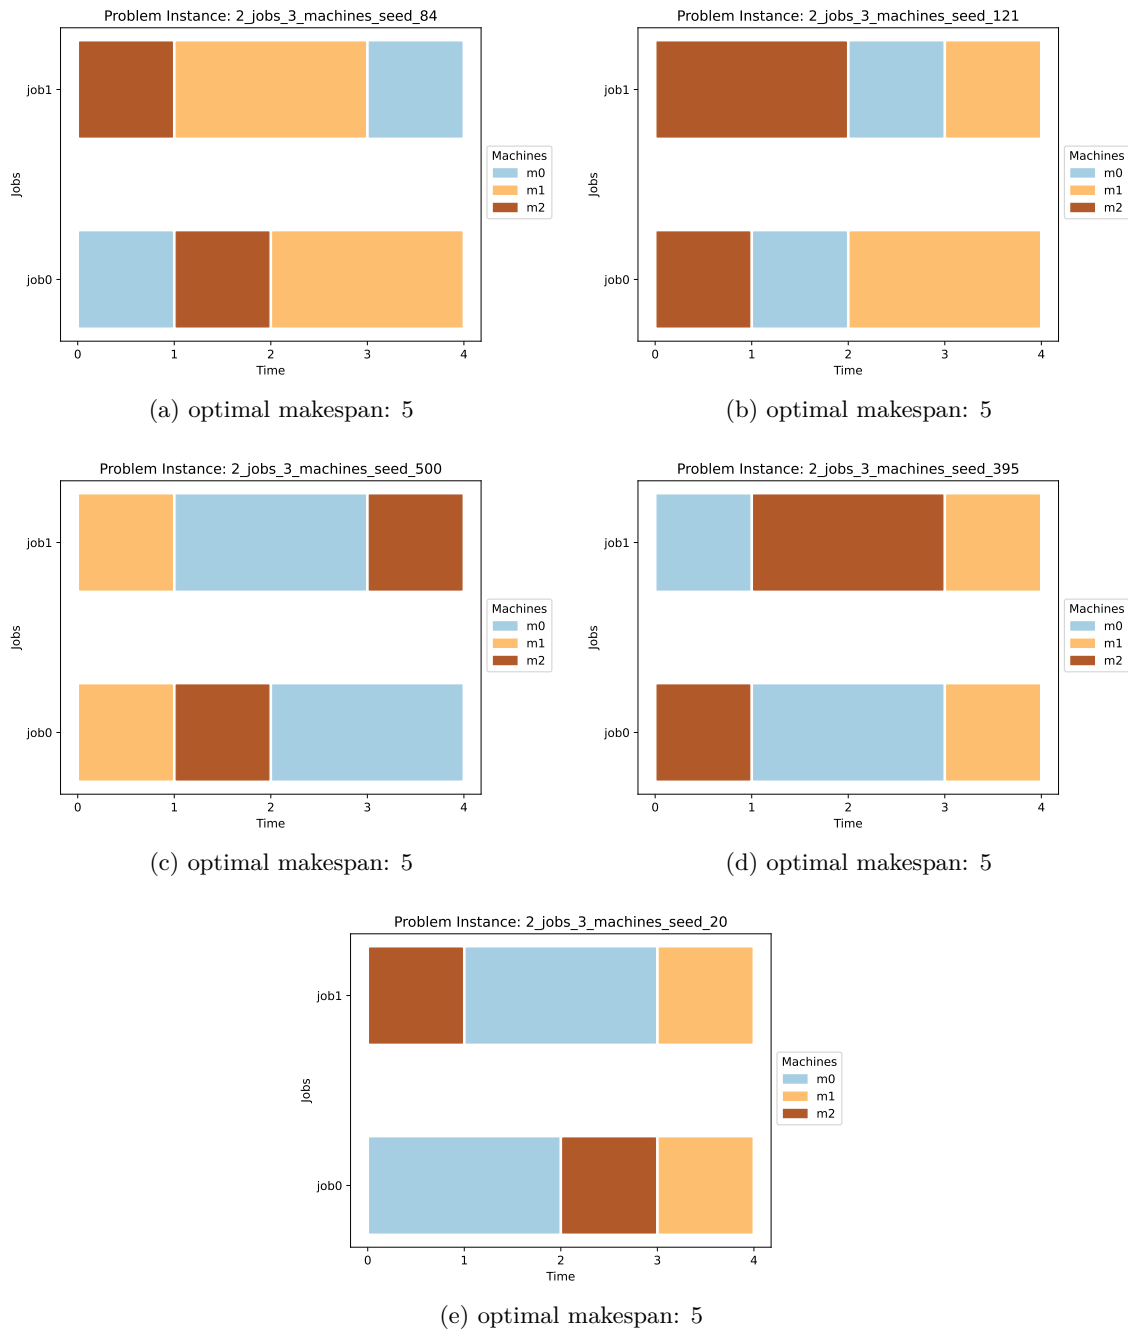 Problem Instance: 2_jobs_3_machines_seed_84
job1
Jobs
job0
0 1 2 3 4
Time
Machines
m0
m1
m2
(a) optimal makespan: 5
Problem Instance: 2_jobs_3_machines_seed_121
job1
Jobs
job0
0 1 2 3 4
Time
Machines
m0
m1
m2
(b) optimal makespan: 5
Problem Instance: 2_jobs_3_machines_seed_500
job1
Jobs
job0
0 1 2 3 4
Time
Machines
m0
m1
m2
(c) optimal makespan: 5
Problem Instance: 2_jobs_3_machines_seed_395
job1
Jobs
job0
0 1 2 3 4
Time
Machines
m0
m1
m2
(d) optimal makespan: 5
Problem Instance: 2_jobs_3_machines_seed_20
job1
Jobs
job0
0 1 2 3 4
Time
Machines
m0
m1
m2
(e) optimal makespan: 5